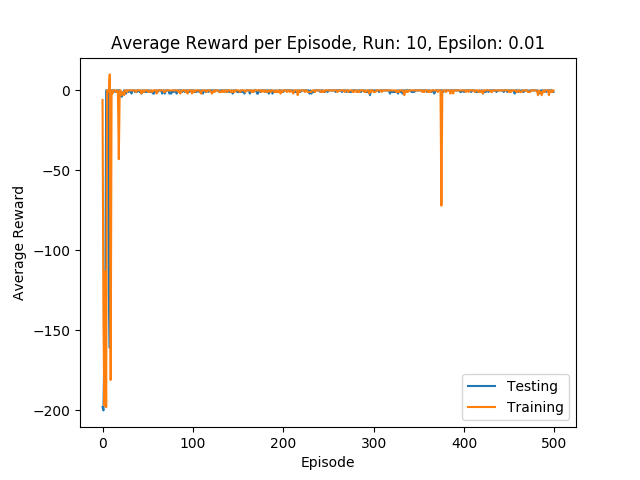 Average Reward per Episode, Run: 10, Epsilon: 0.01
Average Reward
0
−50
−100
−150
−200
0 100 200 300 400 500
Episode
Testing
Training